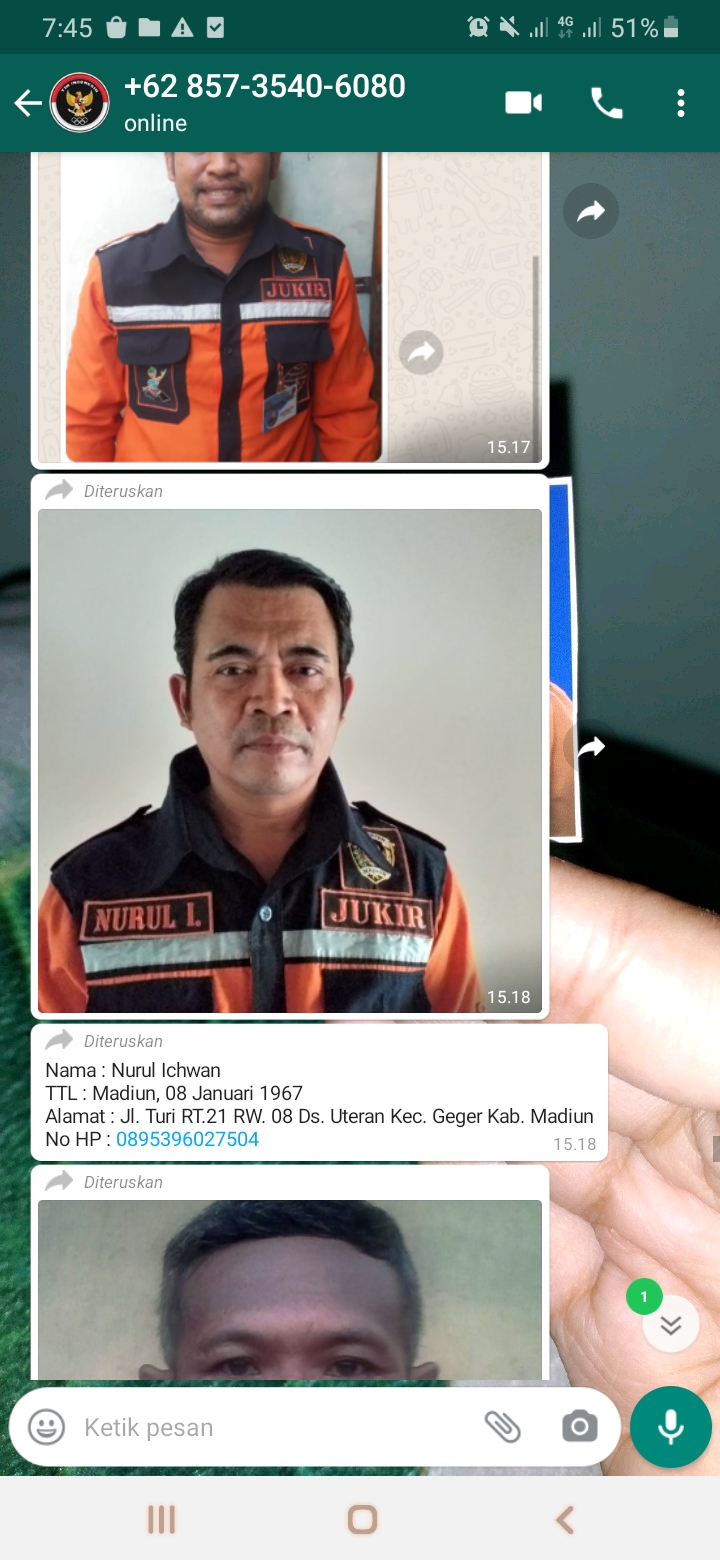 7:45
4G
51%
+62 857-3540-6080
online
JUKIR
15.17
Diteruskan
NURUL I.
JUKIR
15.18
Diteruskan
Nama : Nurul Ichwan
TTL : Madiun, 08 Januari 1967
Alamat : Jl. Turi RT.21 RW. 08 Ds. Uteran Kec. Geger Kab. Madiun
No HP : 0895396027504
15.18
Diteruskan
1
Ketik pesan